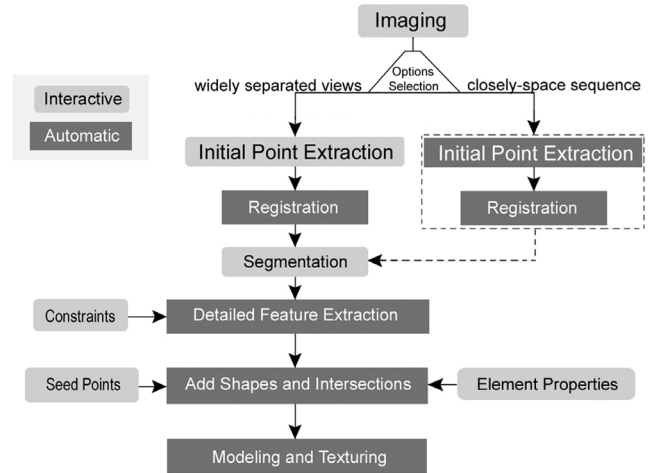 Imaging
Options
Selection
widely separated views
closely-space sequence
Interactive
Automatic
Initial Point Extraction
Initial Point Extraction
Registration
Registration
Segmentation
Constraints
Detailed Feature Extraction
Seed Points
Add Shapes and Intersections
Element Properties
Modeling and Texturing